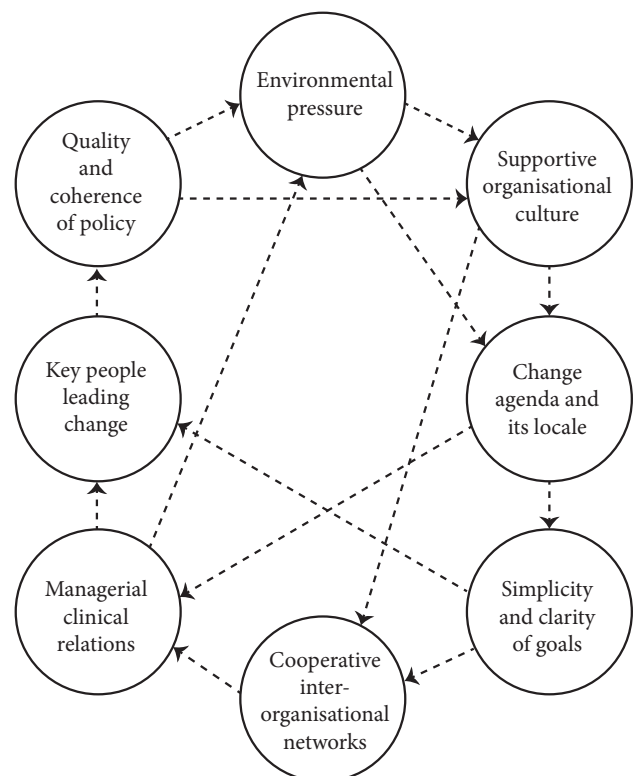 Environmental
pressure
Quality
and
coherence
of policy
Supportive
organisational
culture
Key people
leading
change
Change
agenda and
its locale
Managerial
clinical
relations
Simplicity
and clarity
of goals
Cooperative
inter-
organisational
networks